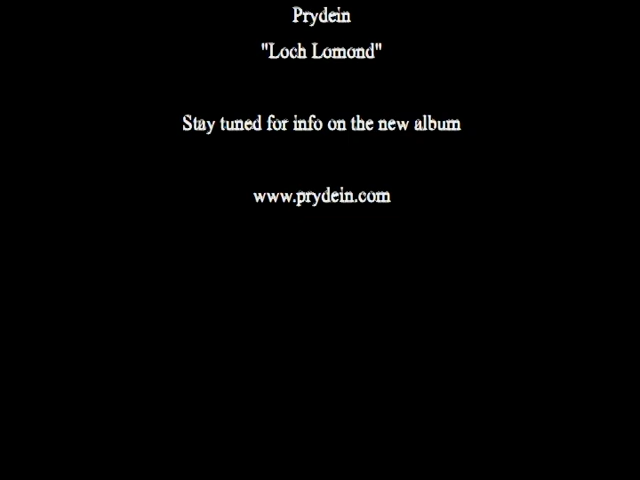 Prydein
"Loch Lomond"
Stay tuned for info on the new album
www.prydein.com